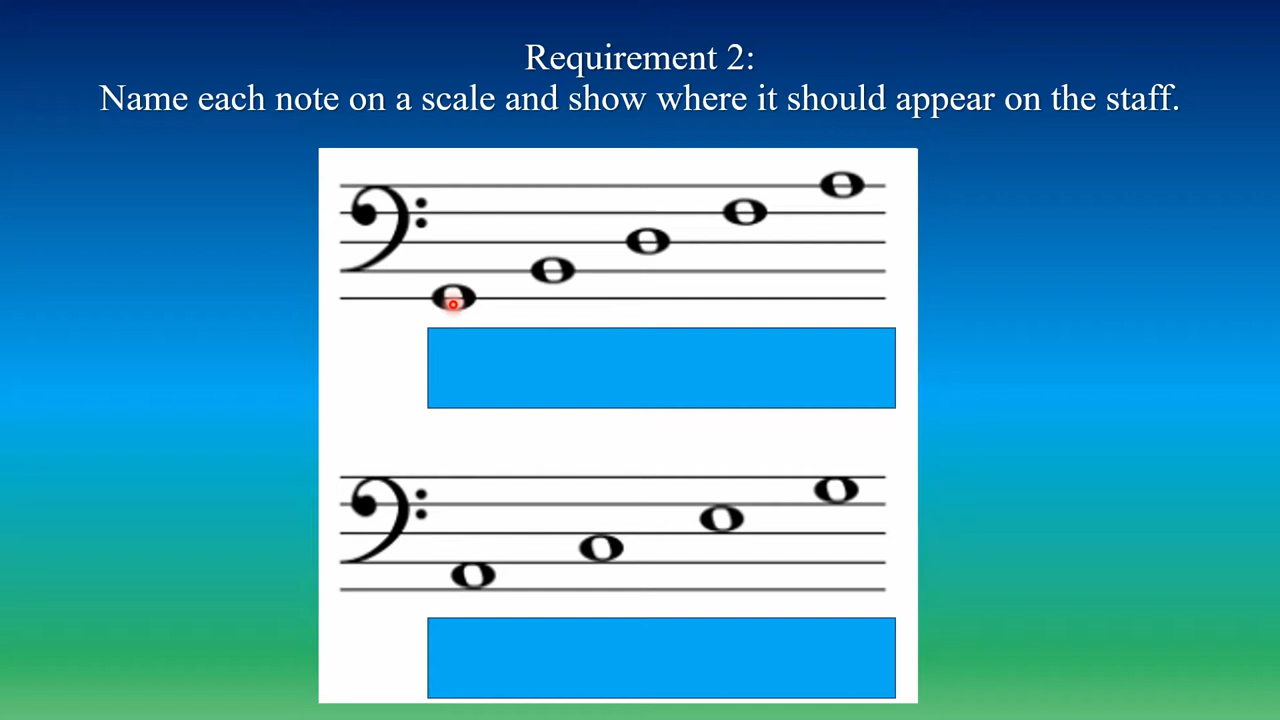 Requirement 2:
Name each note on a scale and show where it should appear on the staff.